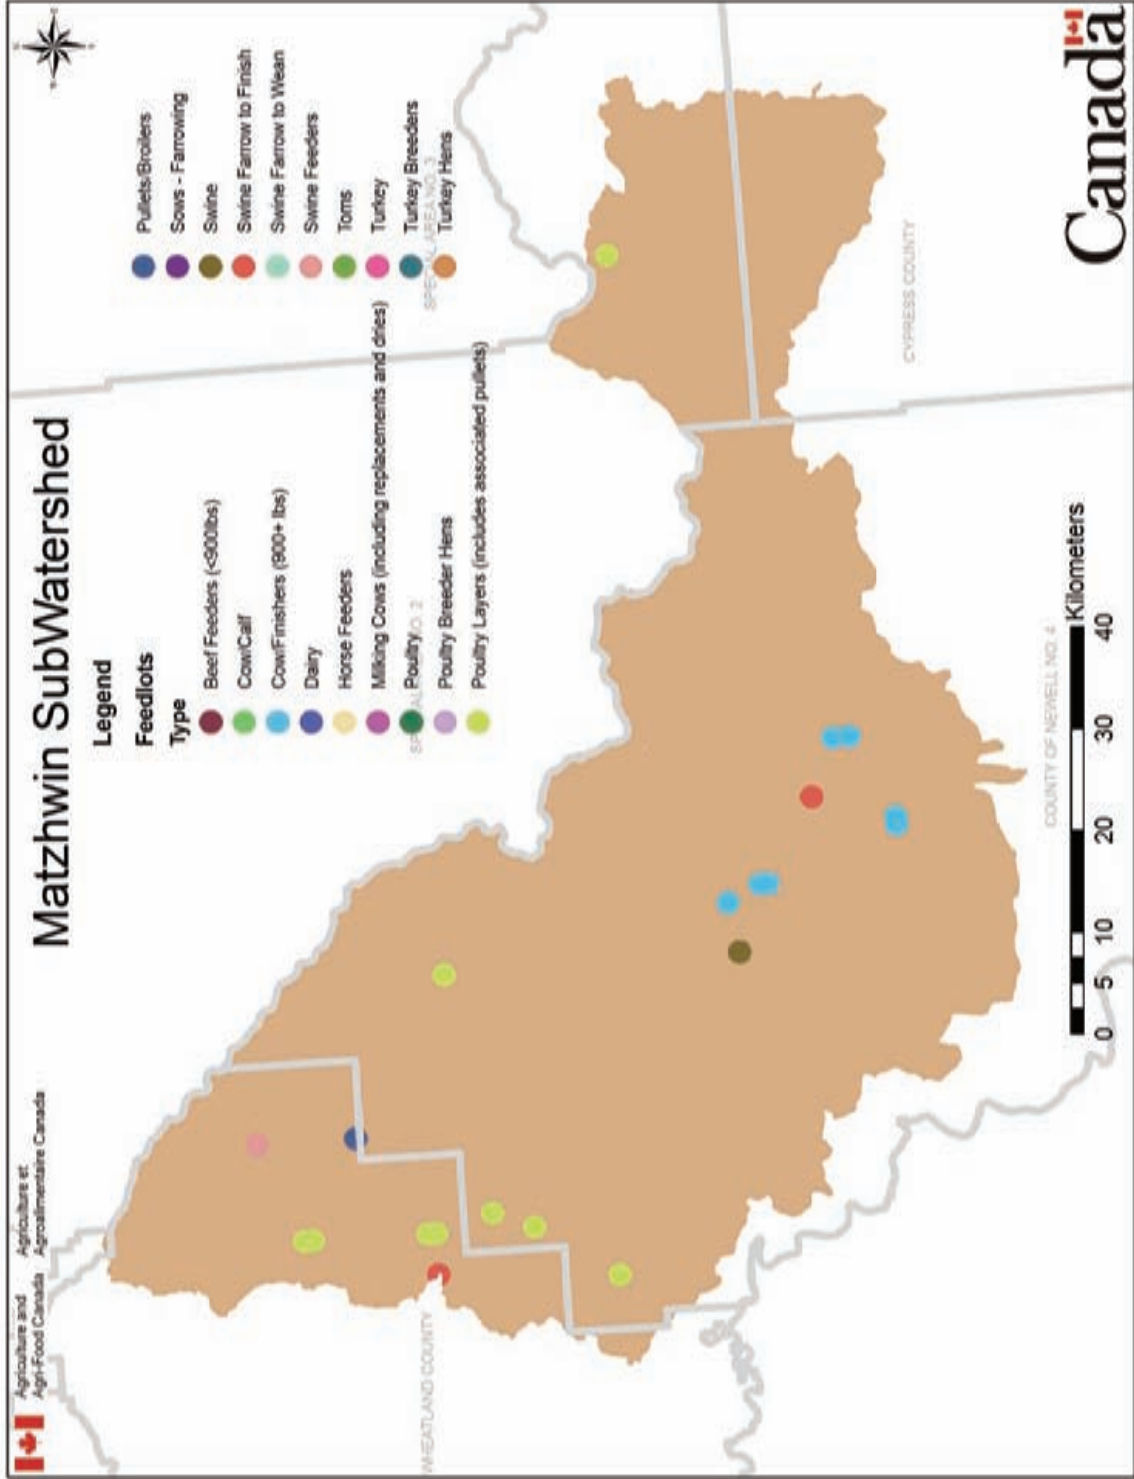 Agriculture and
Agri-Food Canada
Agriculture et
Agroalimentaire Canada
Matzhwin SubWatershed
Legend
Feedlots
Type
Beef Feeders (<900lbs)
Cow/Calf
Cow/Finishers (900+ lbs)
Dairy
Horse Feeders
Milking Cows (including replacements and dries)
Poultry
Poultry Breeder Hens
Poultry Layers (includes associated pullets)
Pullets/Broilers
Sows - Farrowing
Swine
Swine Farrow to Finish
Swine Farrow to Wean
Swine Feeders
Toms
Turkey
Turkey Breeders
Turkey Hens
SPECIAL AREA NO. 3
NO. 2
WHEATLAND COUNTY
CYPRESS COUNTY
COUNTY OF NEWELL NO. 4
0 5 10 20 30 40
Kilometers
Canada